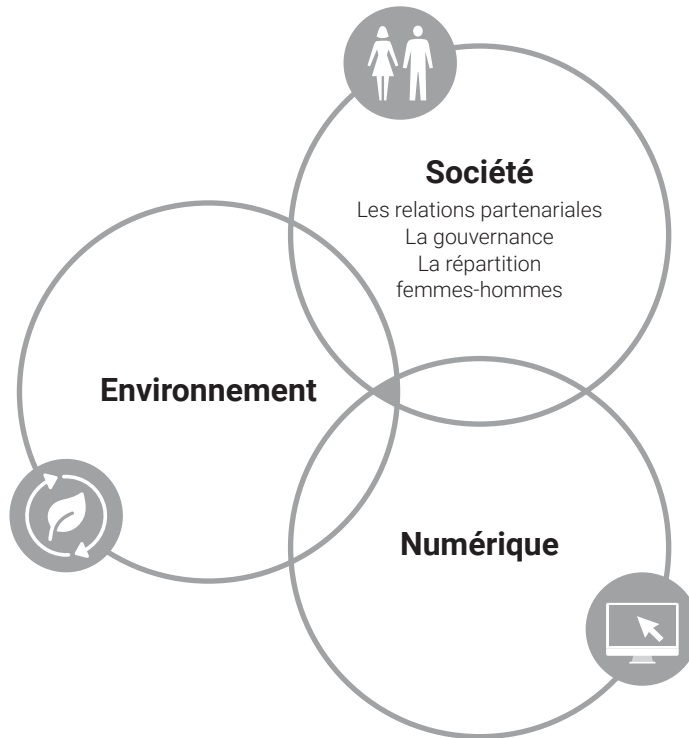 Société
Les relations partenariales
La gouvernance
La répartition
femmes-hommes
Environnement
Numérique